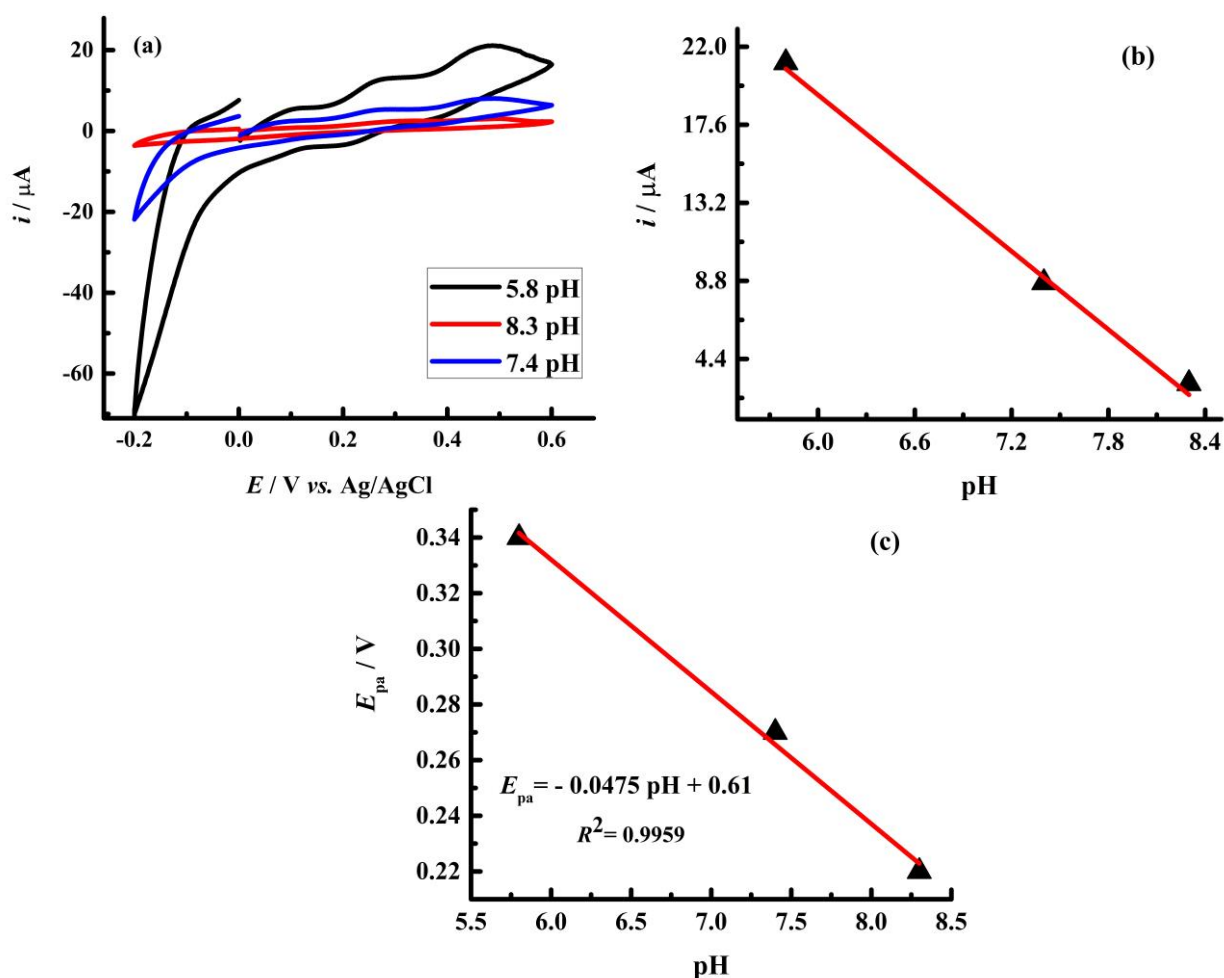 (a)
20
0
-20
-40
-60
i / μA
-0.2
0.0
0.2
0.4
0.6
E / V vs. Ag/AgCl
5.8 pH
8.3 pH
7.4 pH
(b)
22.0
17.6
13.2
8.8
4.4
i / μA
6.0
6.6
7.2
7.8
8.4
pH
(c)
0.34
0.32
0.30
0.28
0.26
0.24
0.22
Epa / V
Epa= - 0.0475 pH + 0.61
R²= 0.9959
5.5
6.0
6.5
7.0
7.5
8.0
8.5
pH